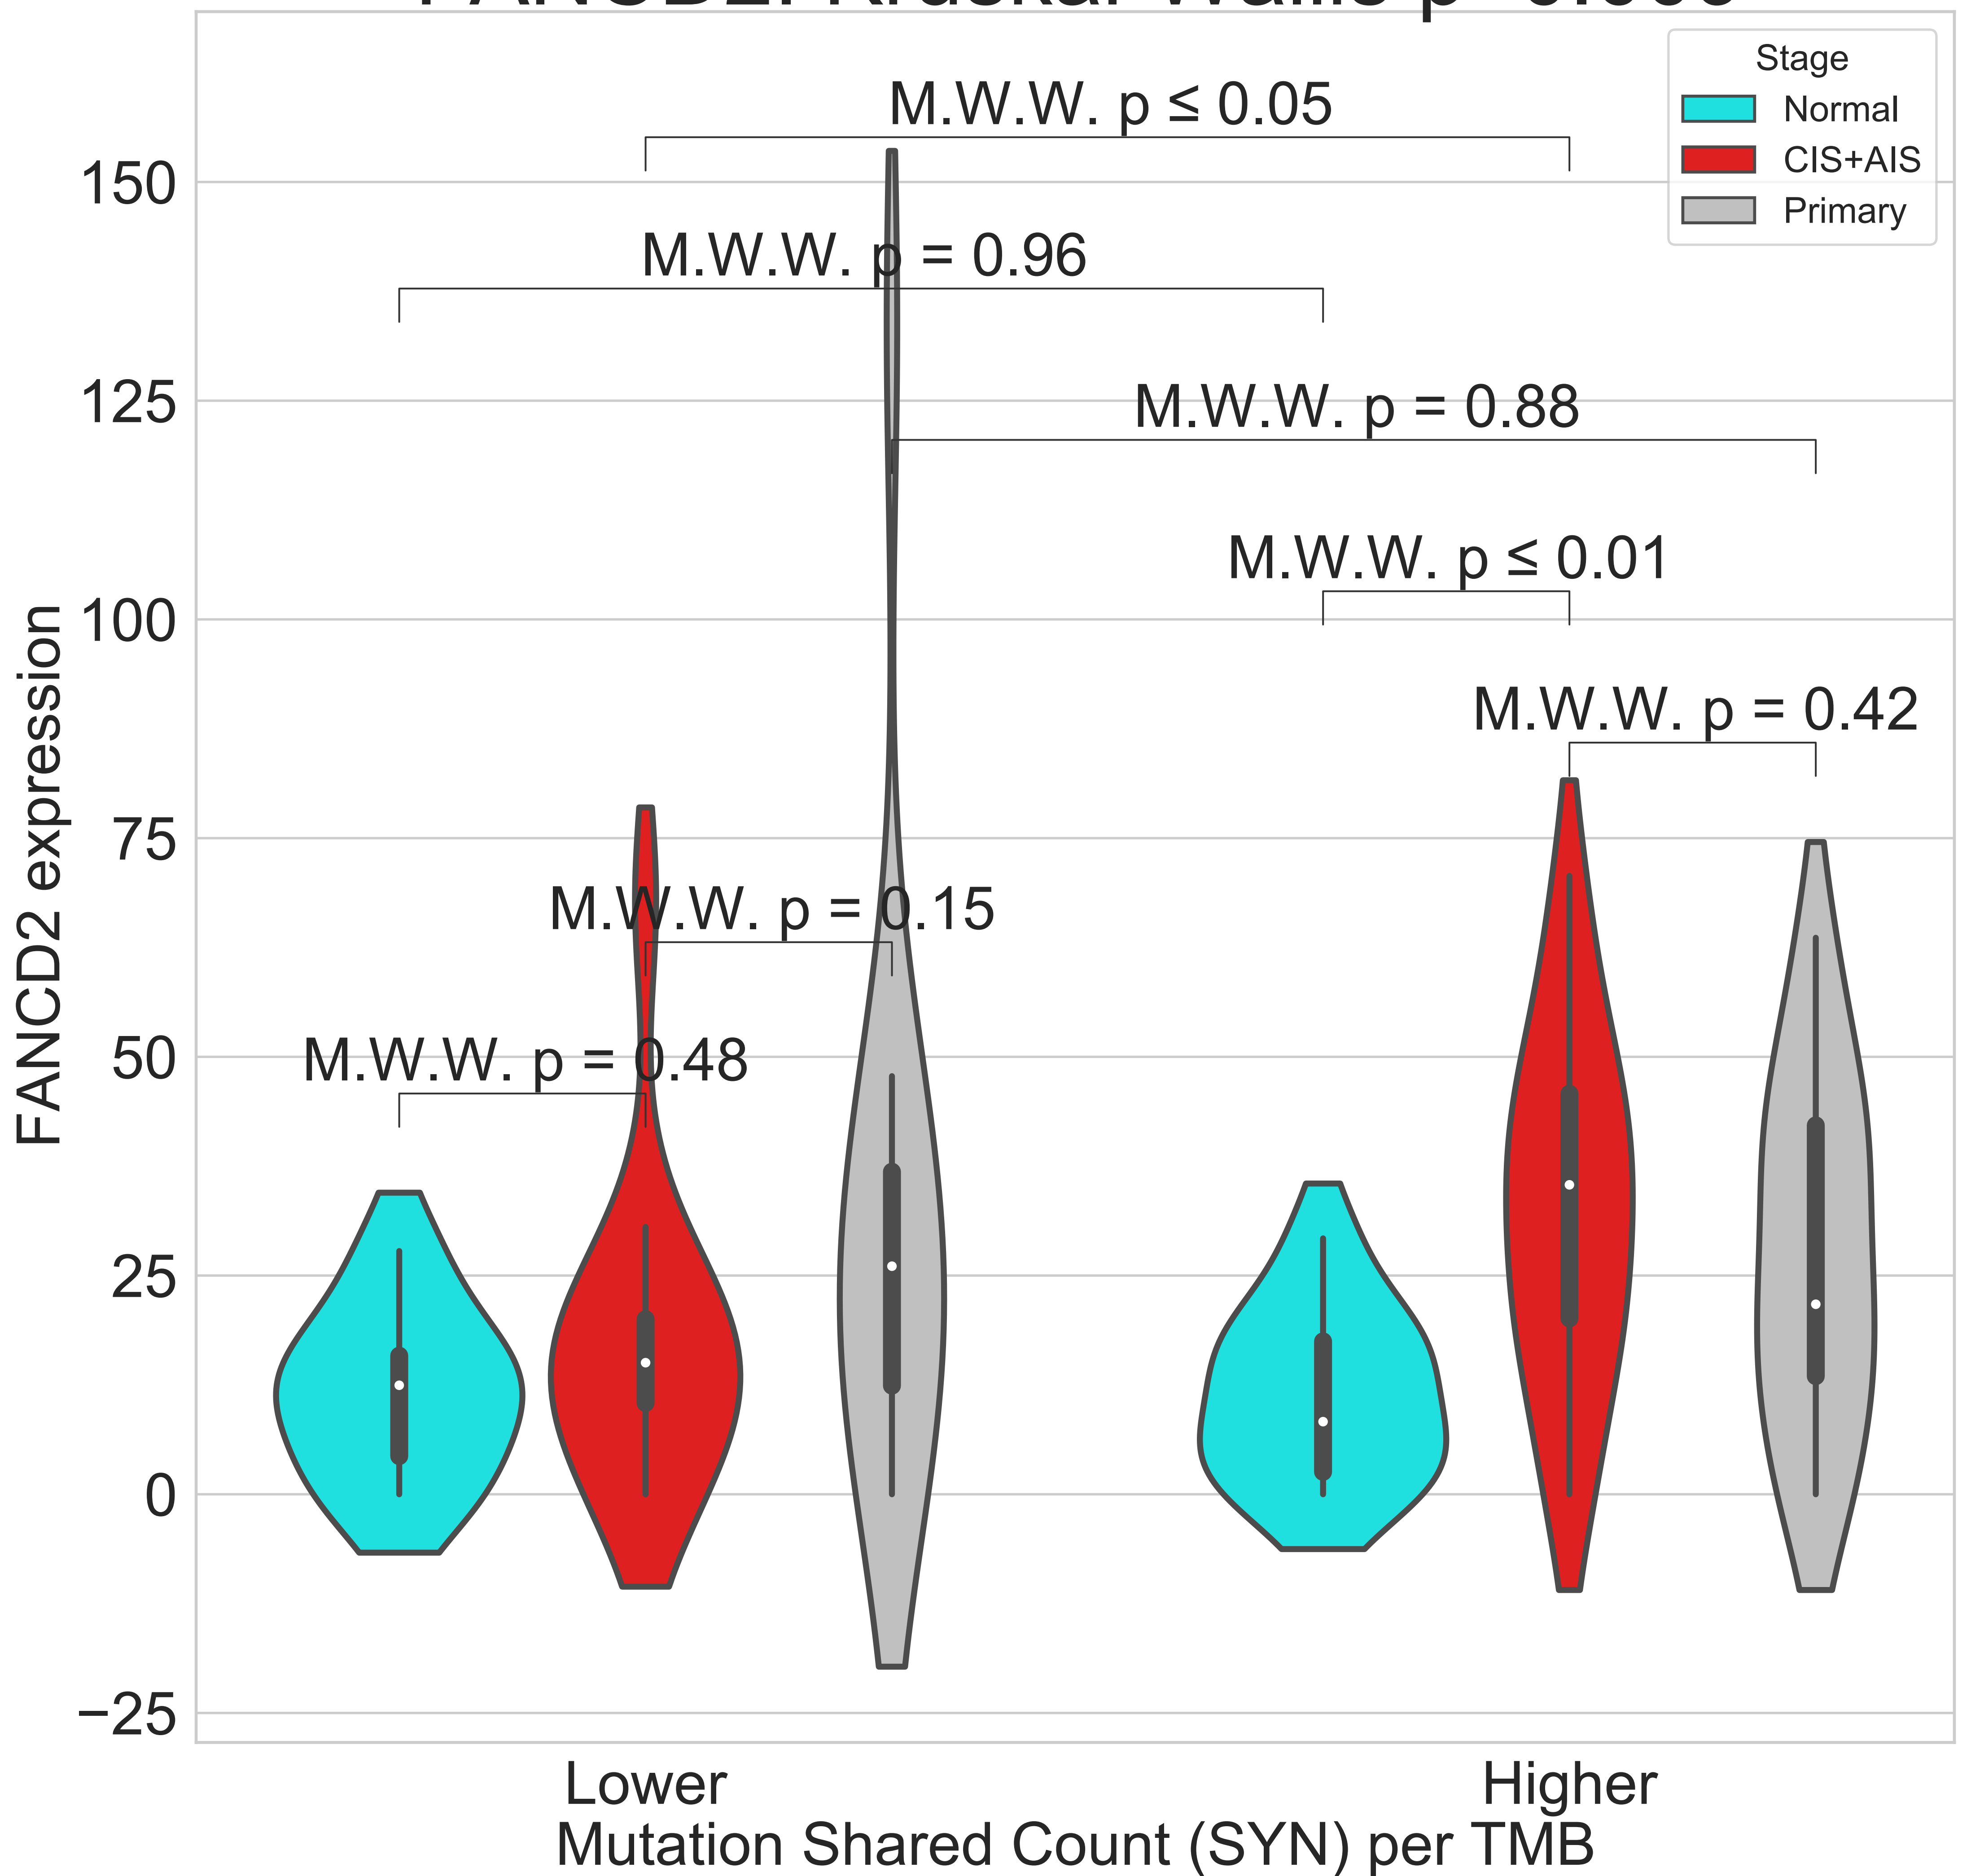 Stage
Normal
CIS+AIS
Primary
M.W.W. p ≤ 0.05
M.W.W. p = 0.96
M.W.W. p = 0.88
M.W.W. p ≤ 0.01
M.W.W. p = 0.42
M.W.W. p = 0.15
M.W.W. p = 0.48
150
125
100
75
50
25
0
−25
FANCD2 expression
Lower
Higher
Mutation Shared Count (SYN) per TMB